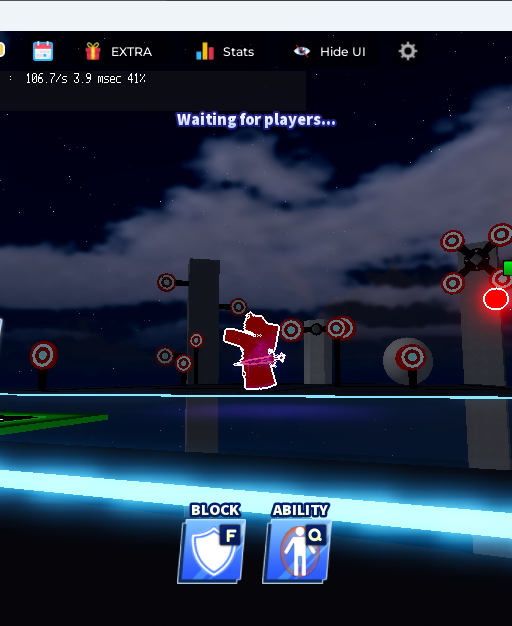 EXTRA Stats Hide UI
: 106.7/s 3.9 msec 41%
Waiting for players...
BLOCK ABILITY
F Q